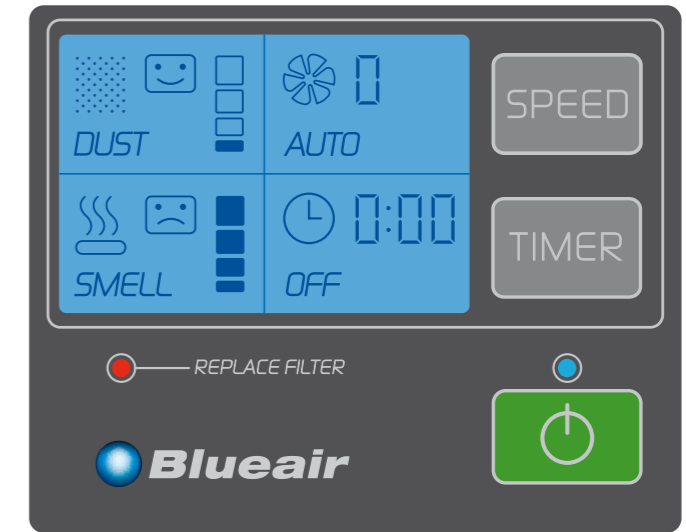 DUST
0
AUTO
SPEED
SMELL
0:00
OFF
TIMER
REPLACE FILTER
Blueair